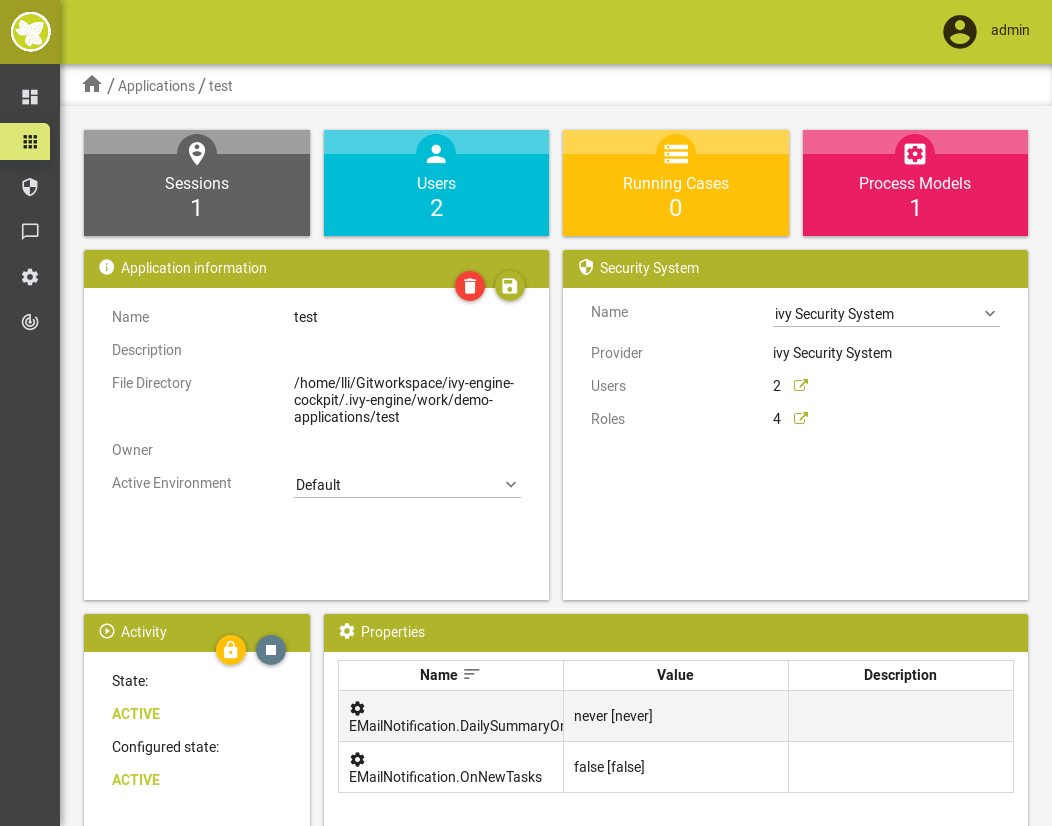 admin
/ Applications / test
Sessions
1
Users
2
Running Cases
0
Process Models
1
Application information
Name
test
Description
File Directory
/home/lli/Gitworkspace/ivy-engine-
cockpit/.ivy-engine/work/demo-
applications/test
Owner
Active Environment
Default
Security System
Name
ivy Security System
Provider
ivy Security System
Users
2
Roles
4
Activity
State:
ACTIVE
Configured state:
ACTIVE
Properties
Name
Value
Description
EMailNotification.DailySummaryOn
never [never]
EMailNotification.OnNewTasks
false [false]